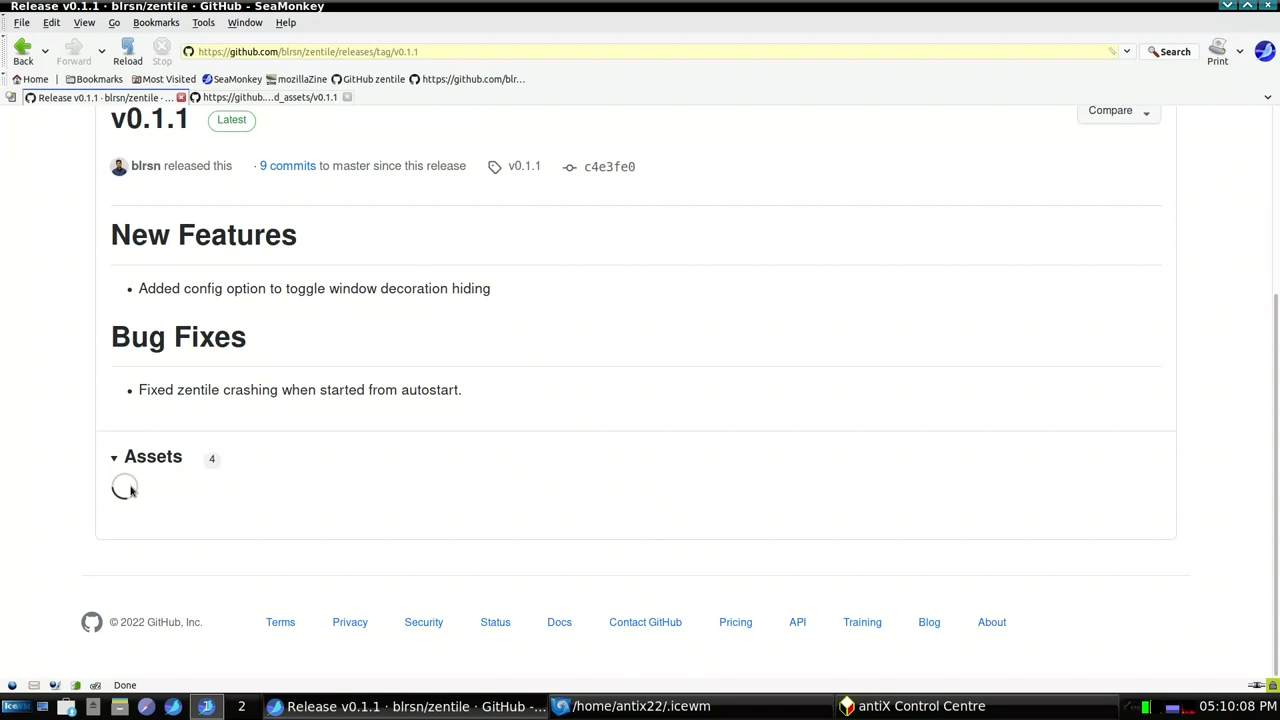 Release v0.1.1 · blrsn/zentile · GitHub - SeaMonkey
File Edit View Go Bookmarks Tools Window Help
Back Forward Reload Stop https://github.com/blrsn/zentile/releases/tag/v0.1.1 Search Print
Home Bookmarks Most Visited SeaMonkey mozillaZine GitHub zentile https://github.com/blr...
Release v0.1.1 · blrsn/zentile · ... https://github....d_assets/v0.1.1
v0.1.1 Latest Compare
blrsn released this · 9 commits to master since this release v0.1.1 c4e3fe0
New Features
• Added config option to toggle window decoration hiding
Bug Fixes
• Fixed zentile crashing when started from autostart.
Assets 4
© 2022 GitHub, Inc. Terms Privacy Security Status Docs Contact GitHub Pricing API Training Blog About
Done
IceWM 1 2 Release v0.1.1 · blrsn/zentile · GitHub -... /home/antix22/.icewm antiX Control Centre 05:10:08 PM